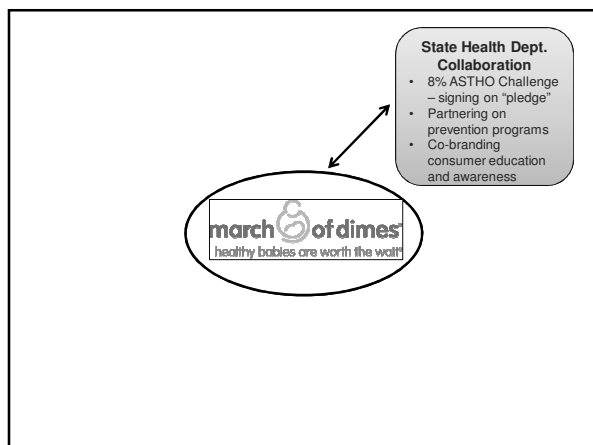 State Health Dept.
Collaboration
• 8% ASTHO Challenge
– signing on “pledge”
• Partnering on
prevention programs
• Co-branding
consumer education
and awareness
march of dimes®
healthy babies are worth the wait®